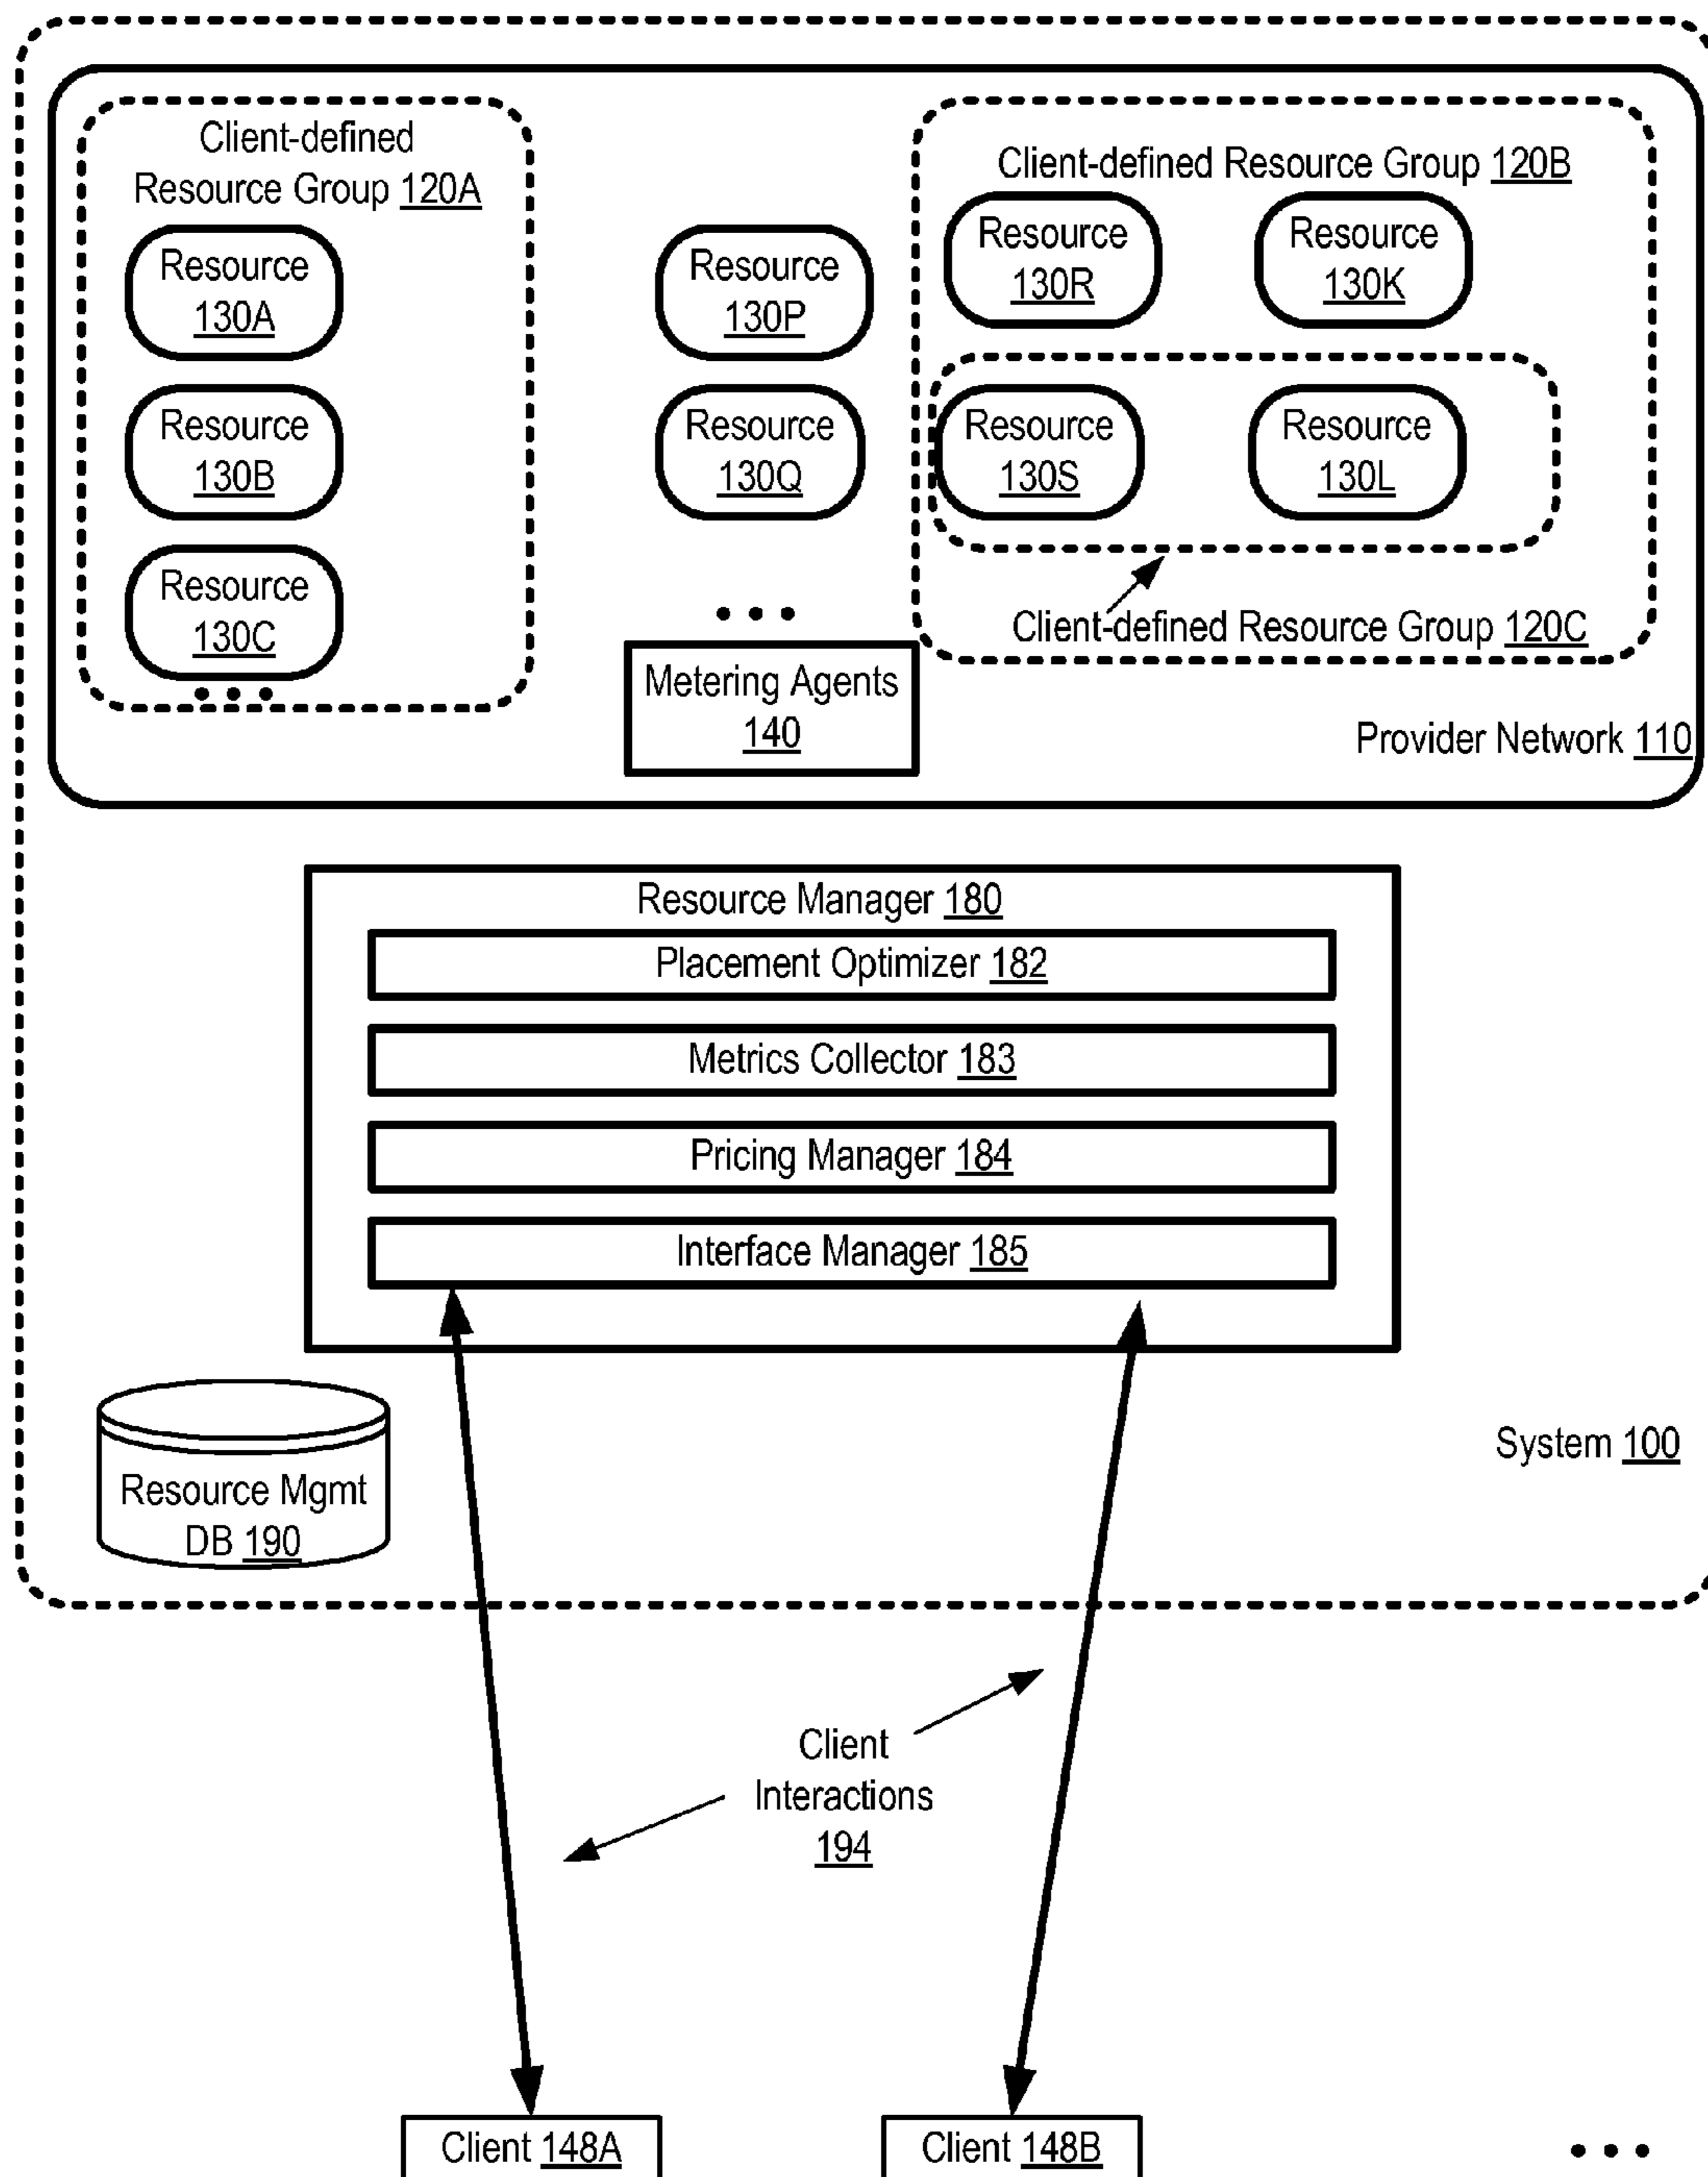 Client-defined
Resource Group 120A
Resource
130A
Resource
130B
Resource
130C
Resource
130P
Resource
130Q
Client-defined Resource Group 120B
Resource
130R
Resource
130K
Resource
130S
Resource
130L
Client-defined Resource Group 120C
Metering Agents
140
Provider Network 110
Resource Manager 180
Placement Optimizer 182
Metrics Collector 183
Pricing Manager 184
Interface Manager 185
System 100
Resource Mgmt
DB 190
Client
Interactions
194
Client 148A
Client 148B